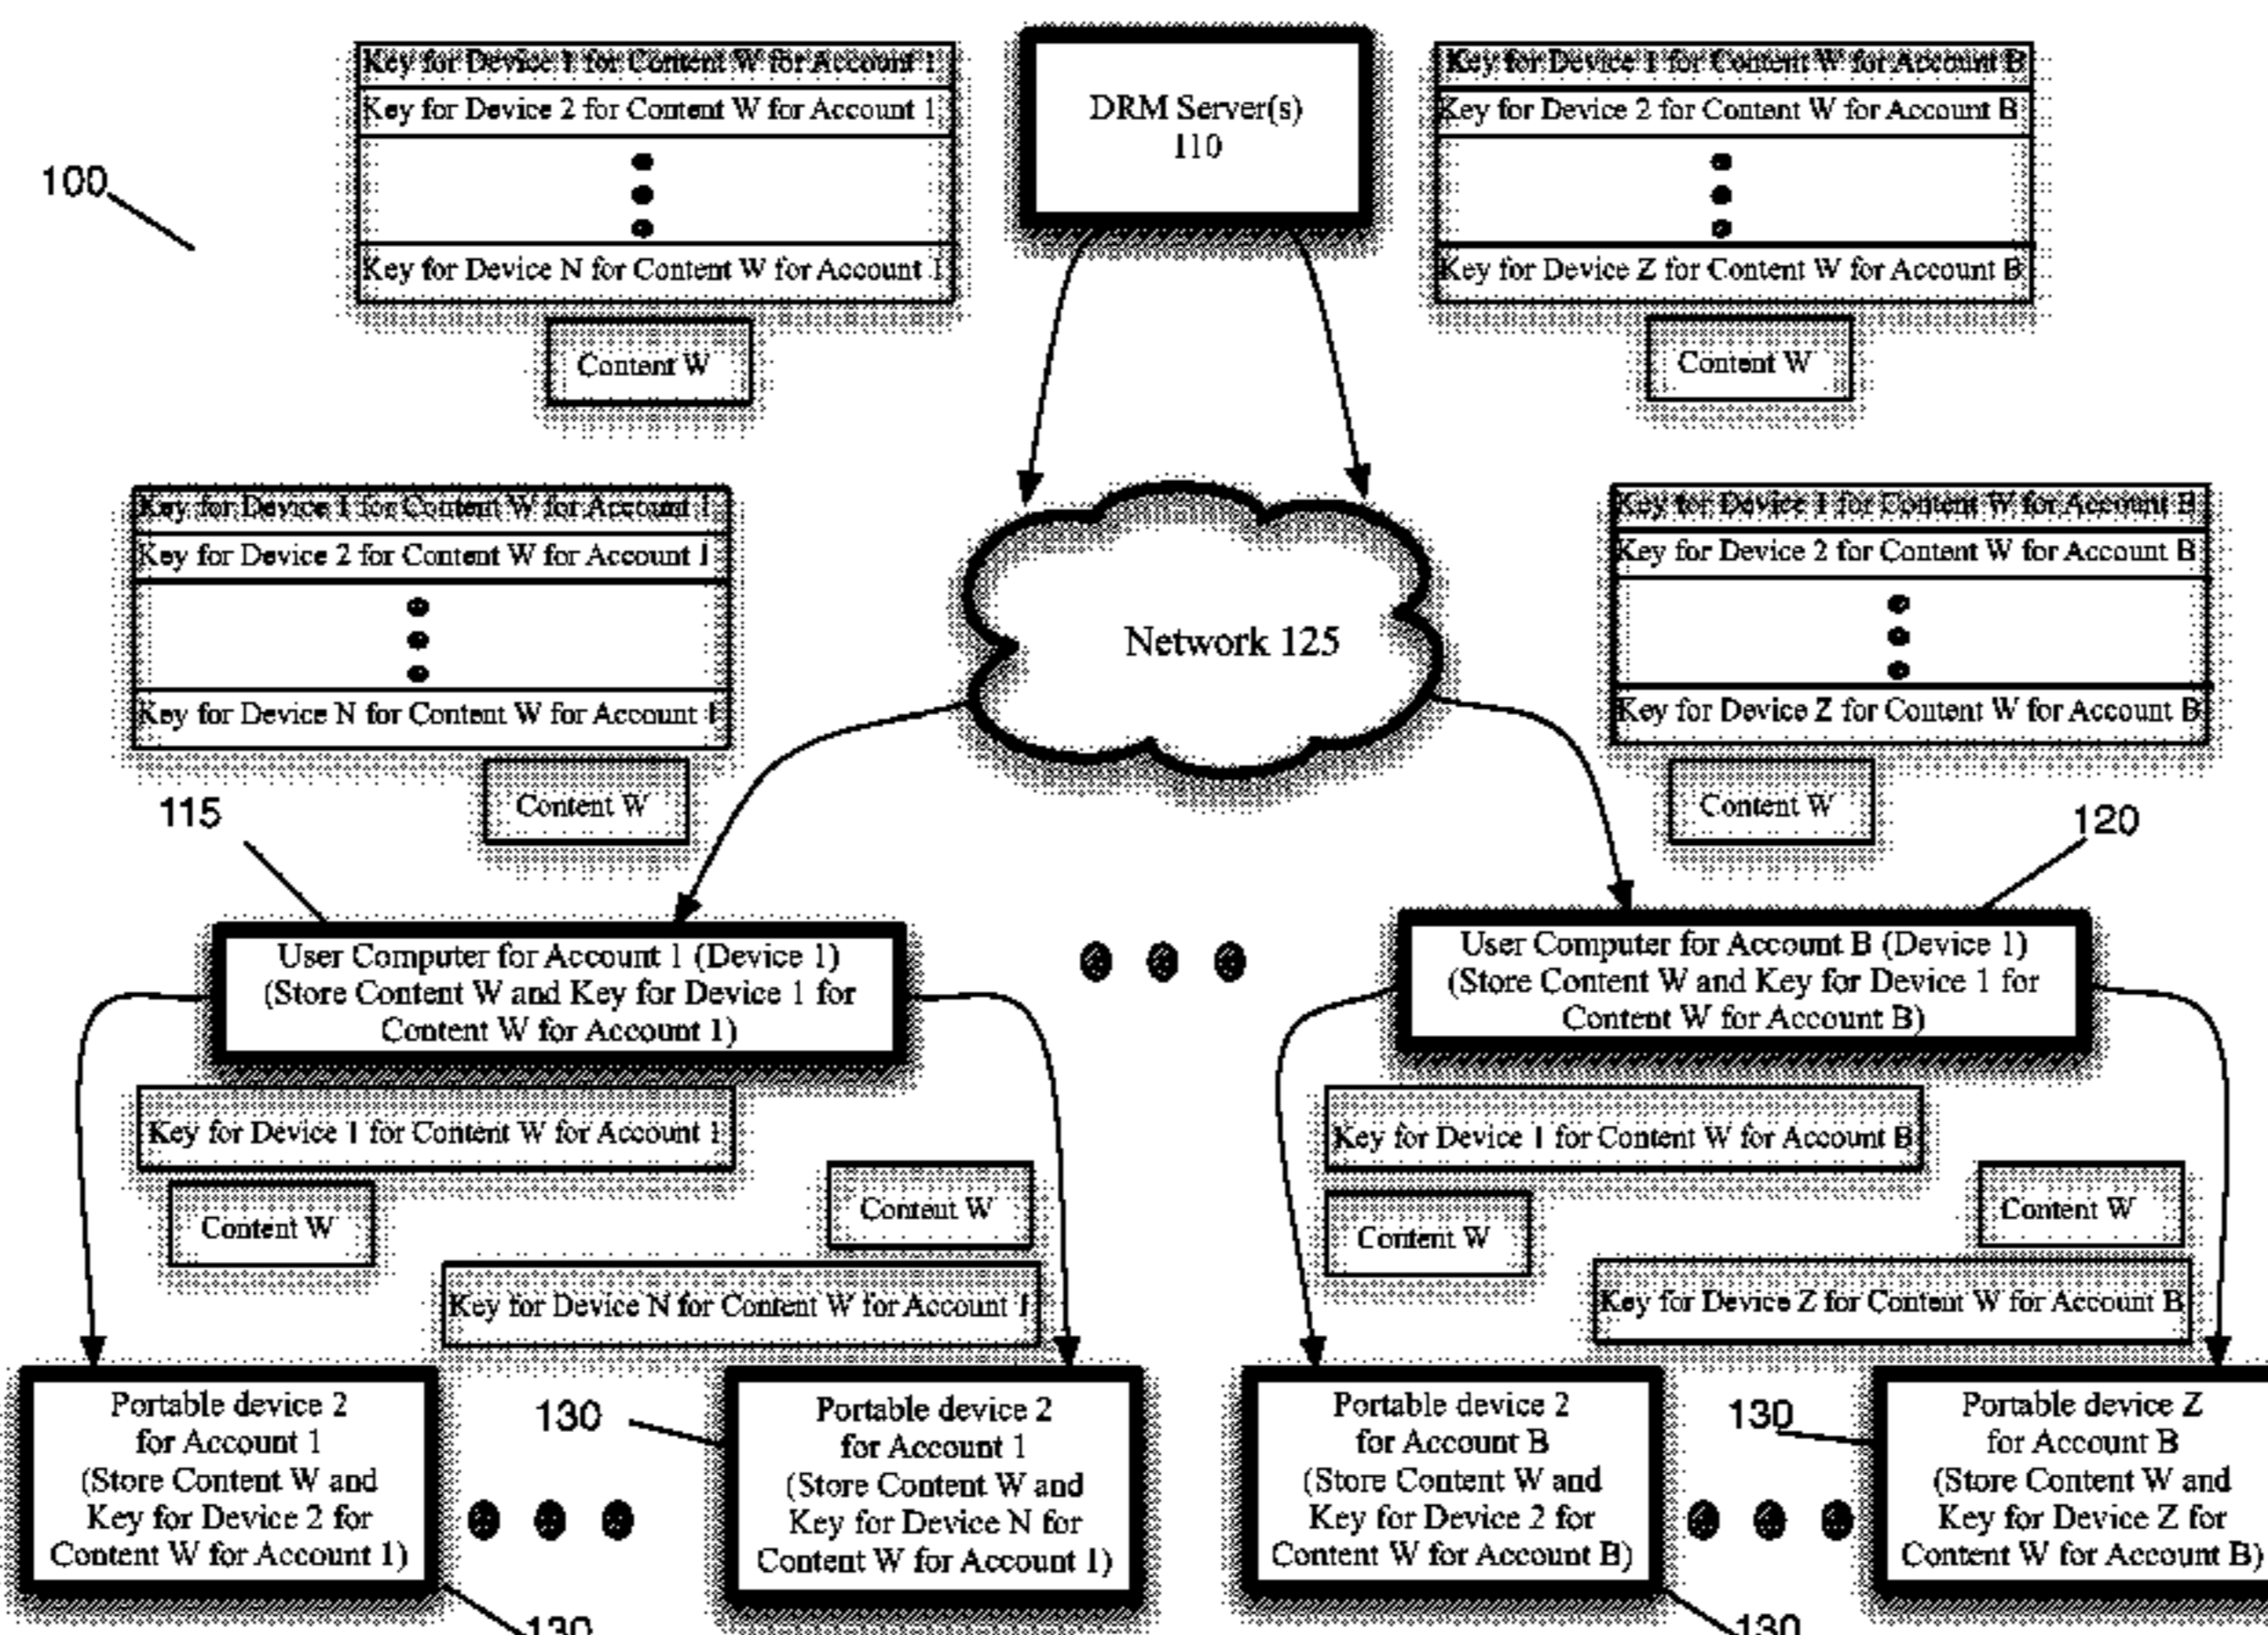 Key for Device 1 for Content W for Account 1
Key for Device 2 for Content W for Account 1
Key for Device N for Content W for Account 1
Content W
DRM Server(s)
110
Key for Device 1 for Content W for Account B
Key for Device 2 for Content W for Account B
Key for Device Z for Content W for Account B
Content W
100
Key for Device 1 for Content W for Account 1
Key for Device 2 for Content W for Account 1
Key for Device N for Content W for Account 1
Content W
Network 125
Key for Device 1 for Content W for Account B
Key for Device 2 for Content W for Account B
Key for Device Z for Content W for Account B
Content W
115
120
User Computer for Account 1 (Device 1)
(Store Content W and Key for Device 1 for
Content W for Account 1)
User Computer for Account B (Device 1)
(Store Content W and Key for Device 1 for
Content W for Account B)
Key for Device 1 for Content W for Account 1
Content W
Content W
Key for Device N for Content W for Account 1
Key for Device 1 for Content W for Account B
Content W
Content W
Key for Device Z for Content W for Account B
Portable device 2
for Account 1
(Store Content W and
Key for Device 2 for
Content W for Account 1)
130
130
Portable device 2
for Account 1
(Store Content W and
Key for Device N for
Content W for Account 1)
Portable device 2
for Account B
(Store Content W and
Key for Device 2 for
Content W for Account B)
130
130
Portable device Z
for Account B
(Store Content W and
Key for Device Z for
Content W for Account B)